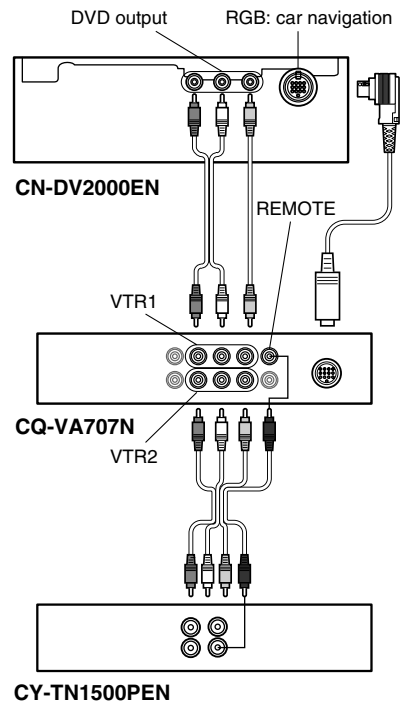 DVD output
RGB: car navigation
CN-DV2000EN
REMOTE
VTR1
CQ-VA707N
VTR2
CY-TN1500PEN